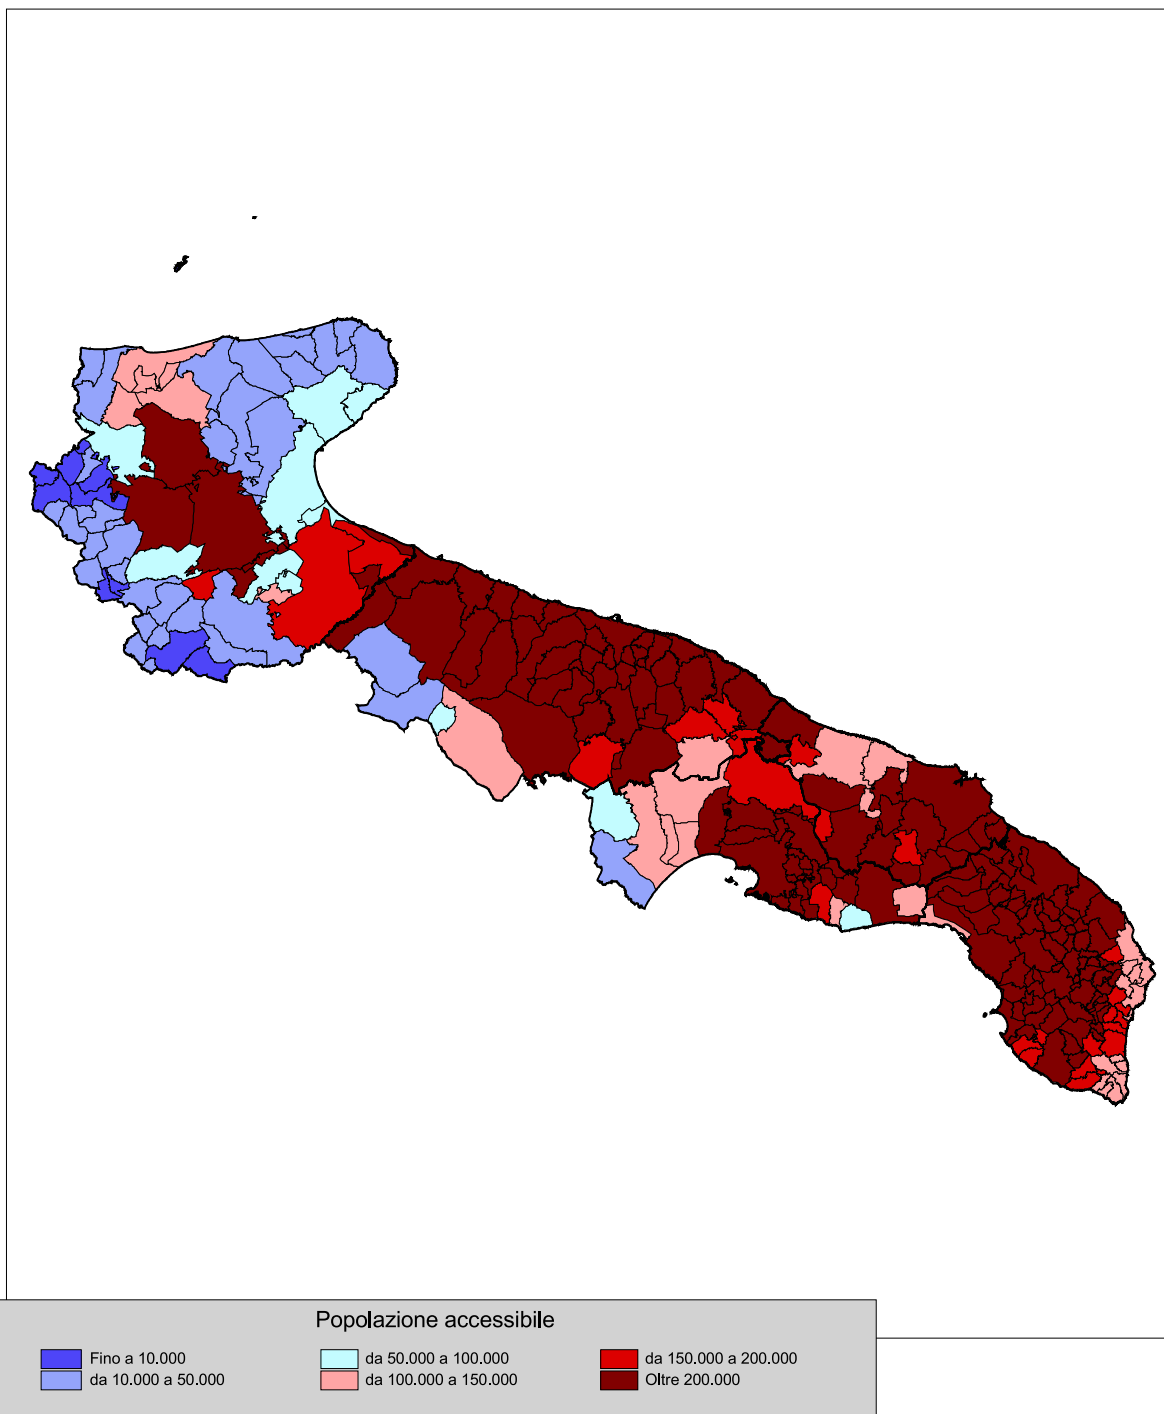 Popolazione accessibile
Fino a 10.000
da 10.000 a 50.000
da 50.000 a 100.000
da 100.000 a 150.000
da 150.000 a 200.000
Oltre 200.000